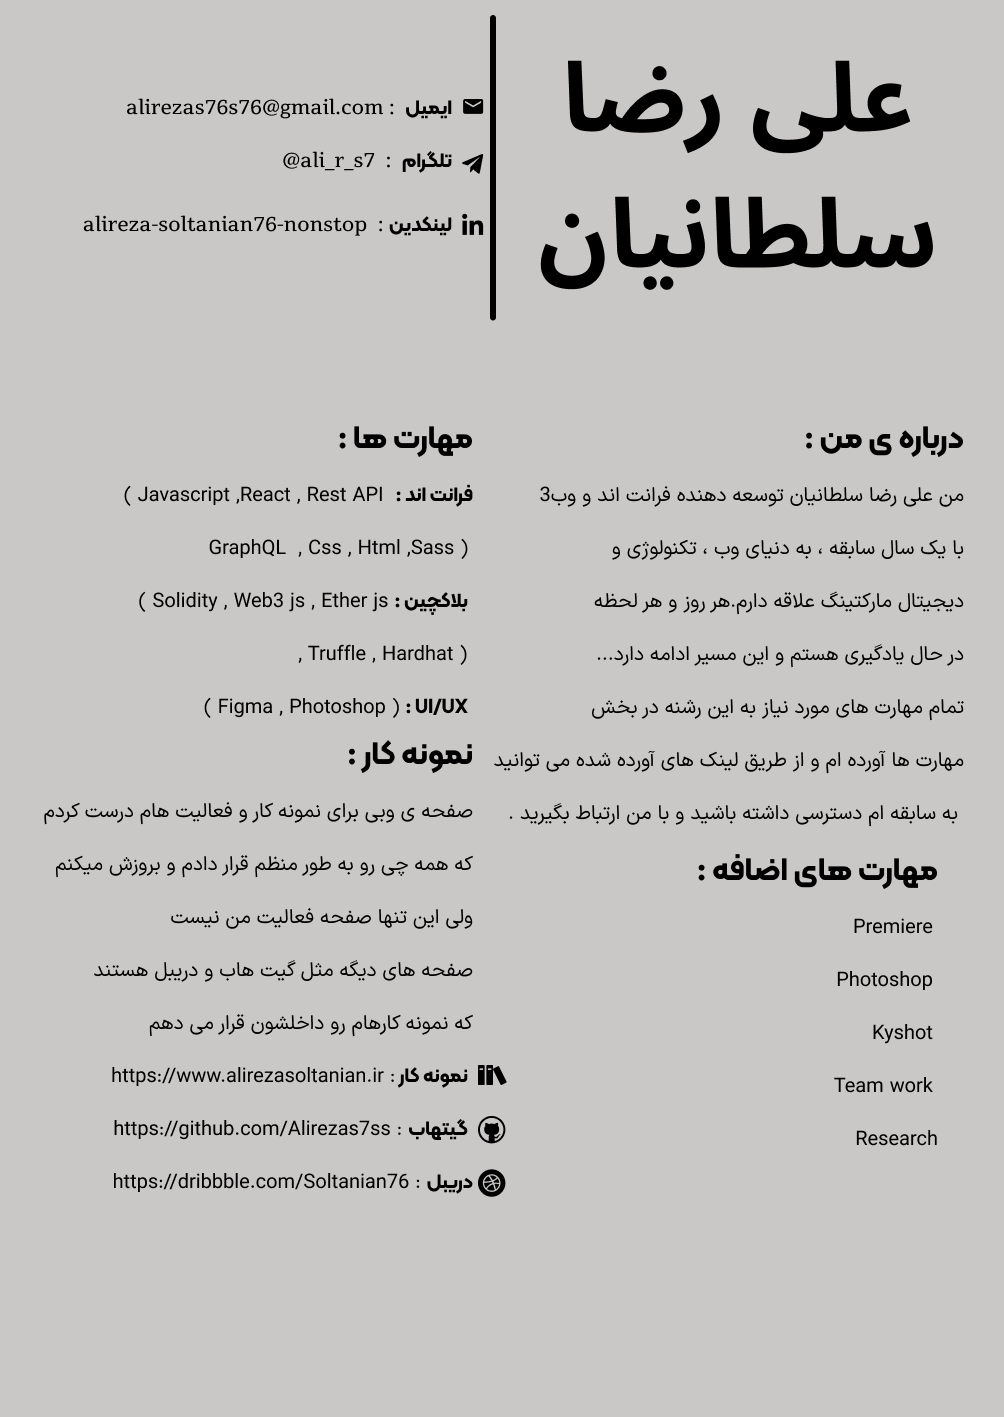 علی رضا
سلطانیان
ایمیل : alirezas76s76@gmail.com
تلگرام : @ali_r_s7
لینکدین : alireza-soltanian76-nonstop
درباره ی من :
من علی رضا سلطانیان توسعه دهنده فرانت اند و وب3
با یک سال سابقه ، به دنیای وب ، تکنولوژی و
دیجیتال مارکتینگ علاقه دارم.هر روز و هر لحظه
در حال یادگیری هستم و این مسیر ادامه دارد...
تمام مهارت های مورد نیاز به این رشنه در بخش
مهارت ها آورده ام و از طریق لینک های آورده شده می توانید
به سابقه ام دسترسی داشته باشید و با من ارتباط بگیرید .
مهارت های اضافه :
Premiere
Photoshop
Kyshot
Team work
Research
مهارت ها :
فرانت اند : ( Javascript ,React , Rest API
GraphQL , Css , Html ,Sass )
بلاکچین : ( Solidity , Web3 js , Ether js
, Truffle , Hardhat )
UI/UX : ( Figma , Photoshop )
نمونه کار :
صفحه ی وبی برای نمونه کار و فعالیت هام درست کردم
که همه چی رو به طور منظم قرار دادم و بروزش میکنم
ولی این تنها صفحه فعالیت من نیست
صفحه های دیگه مثل گیت هاب و دریبل هستند
که نمونه کارهام رو داخلشون قرار می دهم
نمونه کار : https://www.alirezasoltanian.ir
گیتهاب : https://github.com/Alirezas7ss
دریبل : https://dribbble.com/Soltanian76